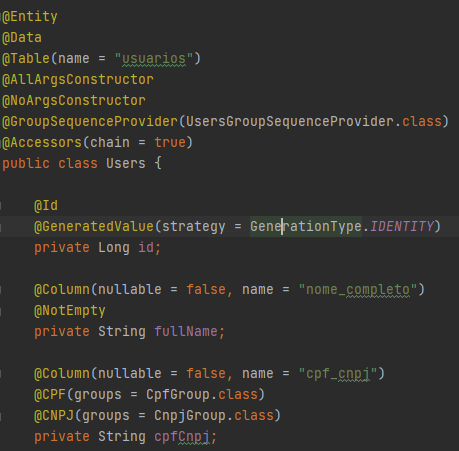 @Entity
@Data
@Table(name = "usuarios")
@AllArgsConstructor
@NoArgsConstructor
@GroupSequenceProvider(UsersGroupSequenceProvider.class)
@Accessors(chain = true)
public class Users {
@Id
@GeneratedValue(strategy = GenerationType.IDENTITY)
private Long id;
@Column(nullable = false, name = "nome_completo")
@NotEmpty
private String fullName;
@Column(nullable = false, name = "cpf_cnpj")
@CPF(groups = CpfGroup.class)
@CNPJ(groups = CnpjGroup.class)
private String cpfCnpj;